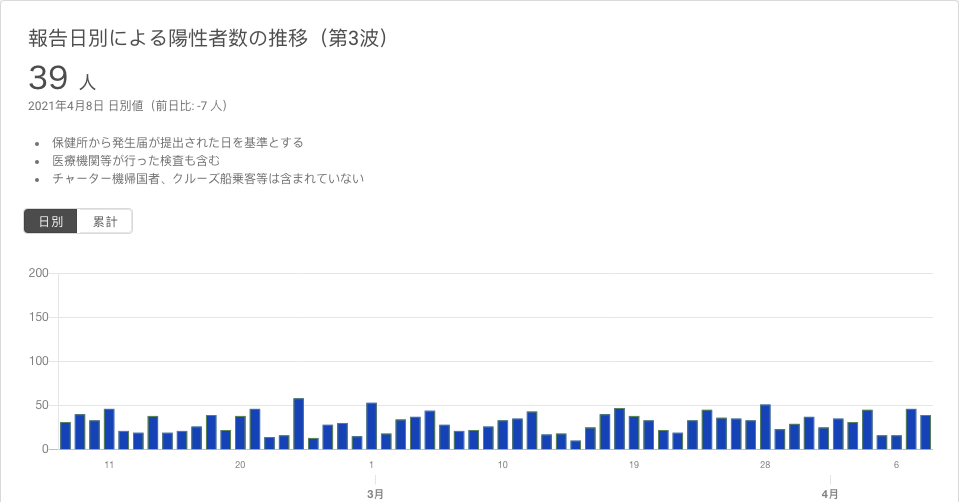 報告日別による陽性者数の推移（第3波）
39 人
2021年4月8日 日別値（前日比: -7 人）
• 保健所から発生届が提出された日を基準とする
• 医療機関等が行った検査も含む
• チャーター機帰国者、クルーズ船乗客等は含まれていない
日別 累計
200
150
100
50
0
11 20 1 10 19 28 6
3月 4月